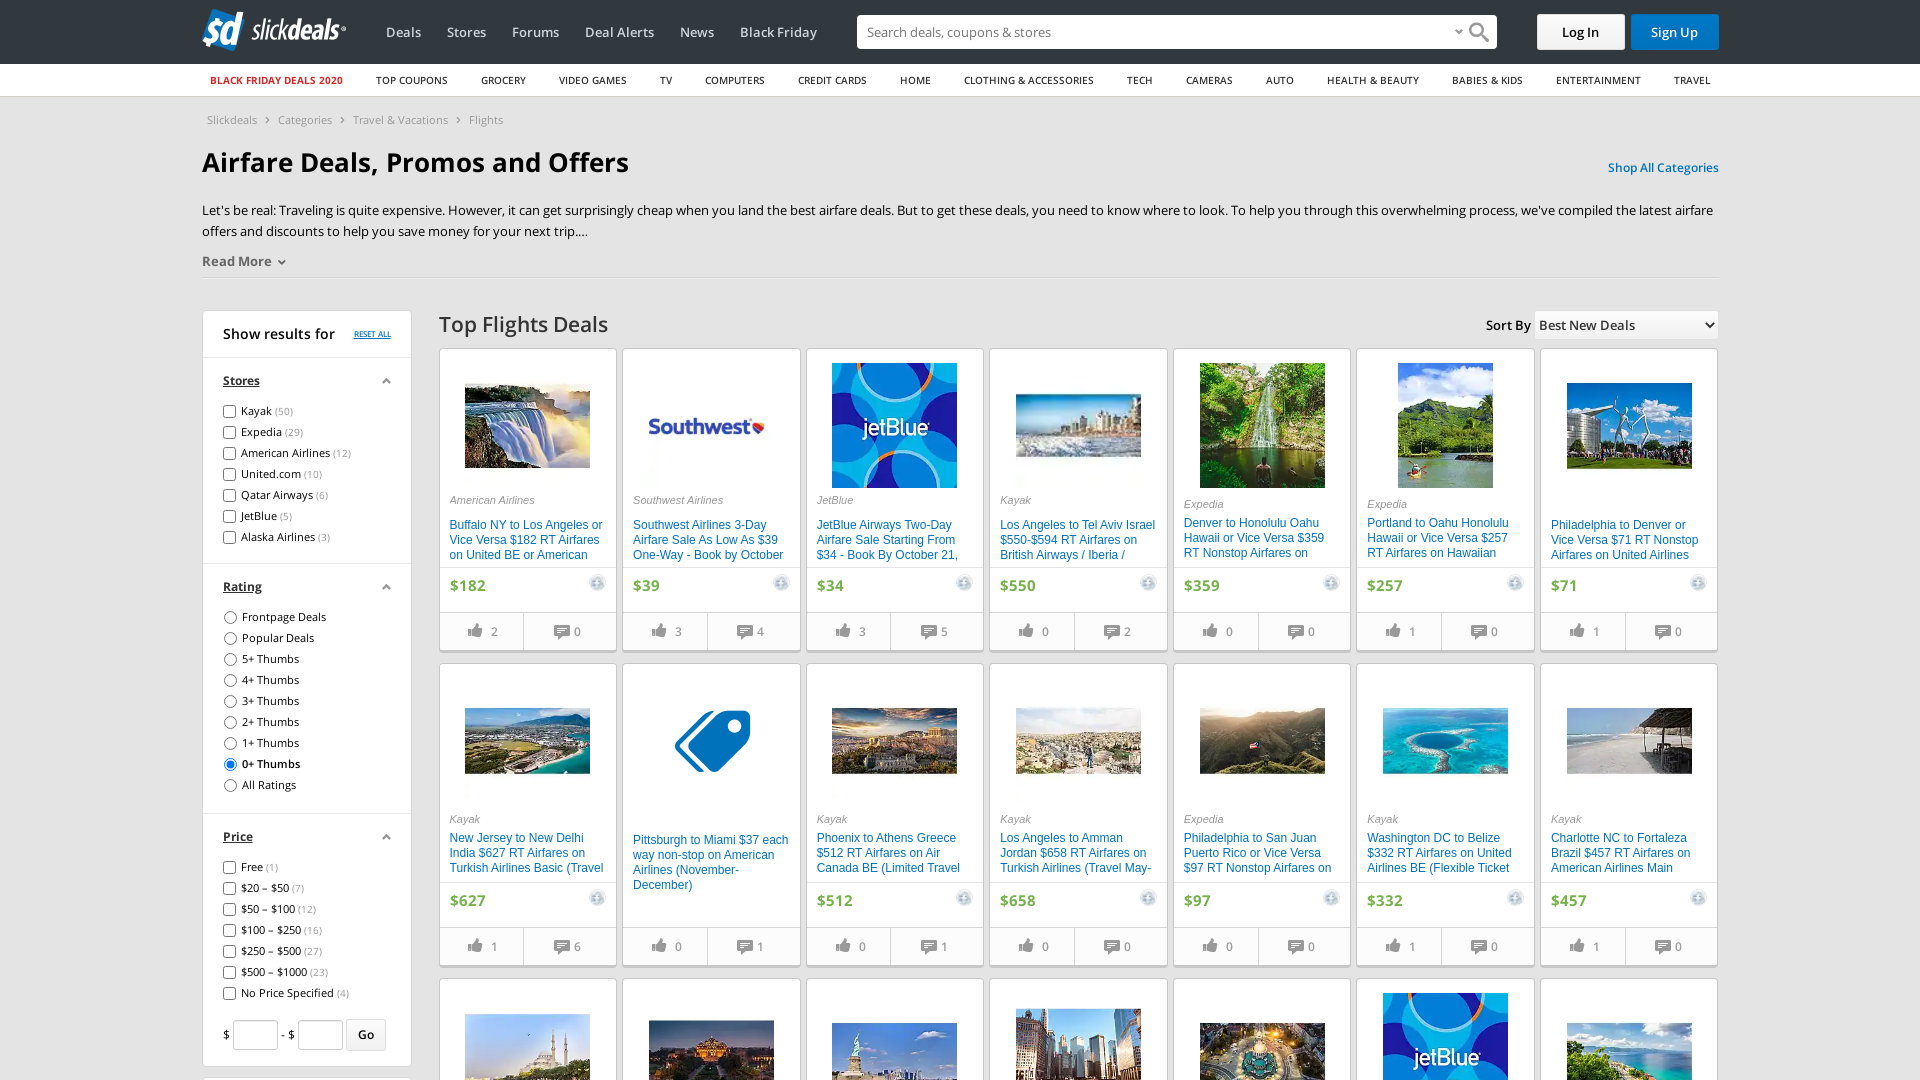 sd slickdeals
Deals
Stores
Forums
Deal Alerts
News
Black Friday
Search deals, coupons & stores
Log In
Sign Up
BLACK FRIDAY DEALS 2020
TOP COUPONS
GROCERY
VIDEO GAMES
TV
COMPUTERS
CREDIT CARDS
HOME
CLOTHING & ACCESSORIES
TECH
CAMERAS
AUTO
HEALTH & BEAUTY
BABIES & KIDS
ENTERTAINMENT
TRAVEL
Slickdeals > Categories > Travel & Vacations > Flights
Airfare Deals, Promos and Offers
Shop All Categories
Let's be real: Traveling is quite expensive. However, it can get surprisingly cheap when you land the best airfare deals. But to get these deals, you need to know where to look. To help you through this overwhelming process, we've compiled the latest airfare
offers and discounts to help you save money for your next trip.…
Read More
Show results for
RESET ALL
Stores
Kayak (50)
Expedia (29)
American Airlines (12)
United.com (10)
Qatar Airways (6)
JetBlue (5)
Alaska Airlines (3)
Rating
Frontpage Deals
Popular Deals
5+ Thumbs
4+ Thumbs
3+ Thumbs
2+ Thumbs
1+ Thumbs
0+ Thumbs
All Ratings
Price
Free (1)
$20 – $50 (7)
$50 – $100 (12)
$100 – $250 (16)
$250 – $500 (27)
$500 – $1000 (23)
No Price Specified (4)
$ - $ Go
Top Flights Deals
Sort By Best New Deals
American Airlines
Buffalo NY to Los Angeles or
Vice Versa $182 RT Airfares
on United BE or American
$182
2
0
Southwest
Southwest Airlines
Southwest Airlines 3-Day
Airfare Sale As Low As $39
One-Way - Book by October
$39
3
4
jetBlue
JetBlue
JetBlue Airways Two-Day
Airfare Sale Starting From
$34 - Book By October 21,
$34
3
5
Kayak
Los Angeles to Tel Aviv Israel
$550-$594 RT Airfares on
British Airways / Iberia /
$550
0
2
Expedia
Denver to Honolulu Oahu
Hawaii or Vice Versa $359
RT Nonstop Airfares on
$359
0
0
Expedia
Portland to Oahu Honolulu
Hawaii or Vice Versa $257
RT Airfares on Hawaiian
$257
1
0
Philadelphia to Denver or
Vice Versa $71 RT Nonstop
Airfares on United Airlines
$71
1
0
Kayak
New Jersey to New Delhi
India $627 RT Airfares on
Turkish Airlines Basic (Travel
$627
1
6
Pittsburgh to Miami $37 each
way non-stop on American
Airlines (November-
December)
0
1
Kayak
Phoenix to Athens Greece
$512 RT Airfares on Air
Canada BE (Limited Travel
$512
0
1
Kayak
Los Angeles to Amman
Jordan $658 RT Airfares on
Turkish Airlines (Travel May-
$658
0
0
Expedia
Philadelphia to San Juan
Puerto Rico or Vice Versa
$97 RT Nonstop Airfares on
$97
0
0
Kayak
Washington DC to Belize
$332 RT Airfares on United
Airlines BE (Flexible Ticket
$332
1
0
Kayak
Charlotte NC to Fortaleza
Brazil $457 RT Airfares on
American Airlines Main
$457
1
0
jetBlue